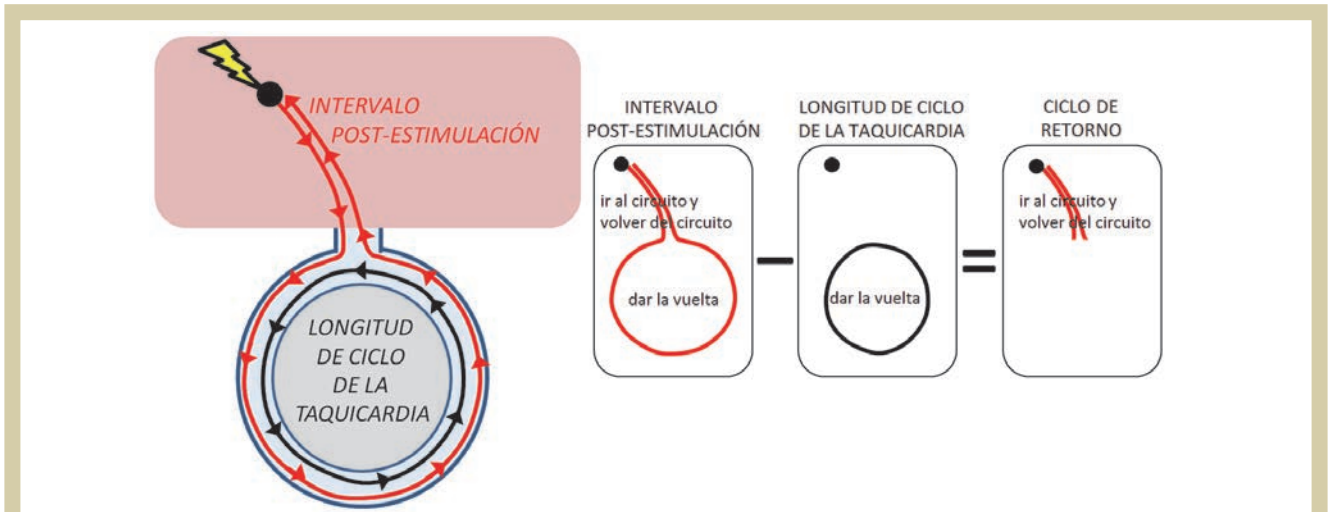 INTERVALO
POST-ESTIMULACIÓN
LONGITUD
DE CICLO
DE LA
TAQUICARDIA
INTERVALO
POST-ESTIMULACIÓN
ir al circuito y
volver del circuito
dar la vuelta
LONGITUD DE CICLO
DE LA TAQUICARDIA
dar la vuelta
CICLO DE
RETORNO
ir al circuito y
volver del circuito